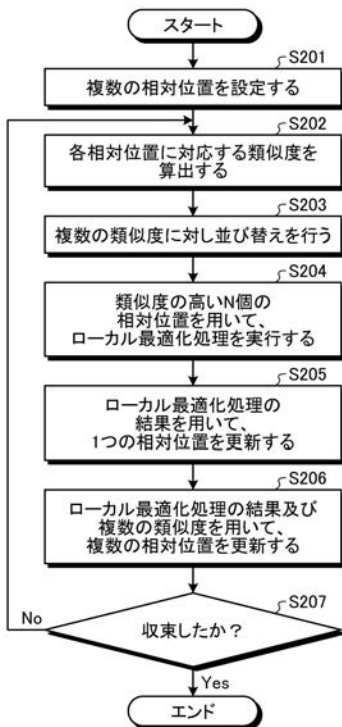 スタート
S201
複数の相対位置を設定する
S202
各相対位置に対応する類似度を
算出する
S203
複数の類似度に対し並び替えを行う
S204
類似度の高いN個の
相対位置を用いて、
ローカル最適化処理を実行する
S205
ローカル最適化処理の
結果を用いて、
1つの相対位置を更新する
S206
ローカル最適化処理の結果及び
複数の類似度を用いて、
複数の相対位置を更新する
S207
No
収束したか？
Yes
エンド